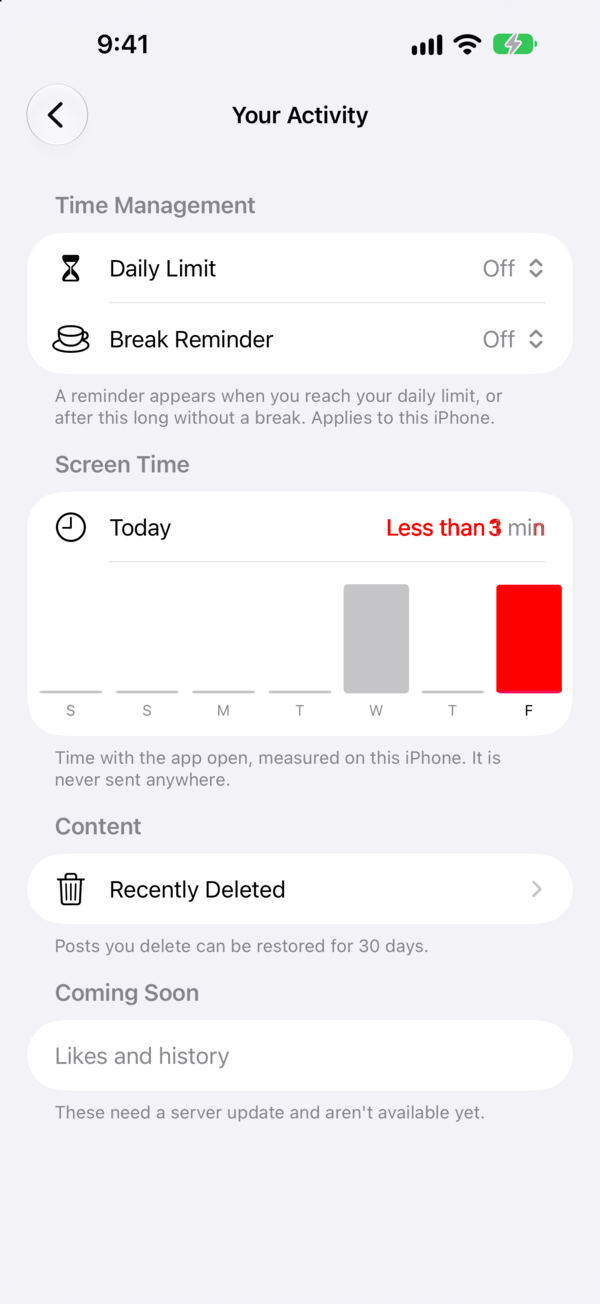 9:41
Your Activity
Time Management
Daily Limit Off
Break Reminder Off
A reminder appears when you reach your daily limit, or
after this long without a break. Applies to this iPhone.
Screen Time
Today Less than 3 min
S S M T W T F
Time with the app open, measured on this iPhone. It is
never sent anywhere.
Content
Recently Deleted
Posts you delete can be restored for 30 days.
Coming Soon
Likes and history
These need a server update and aren't available yet.